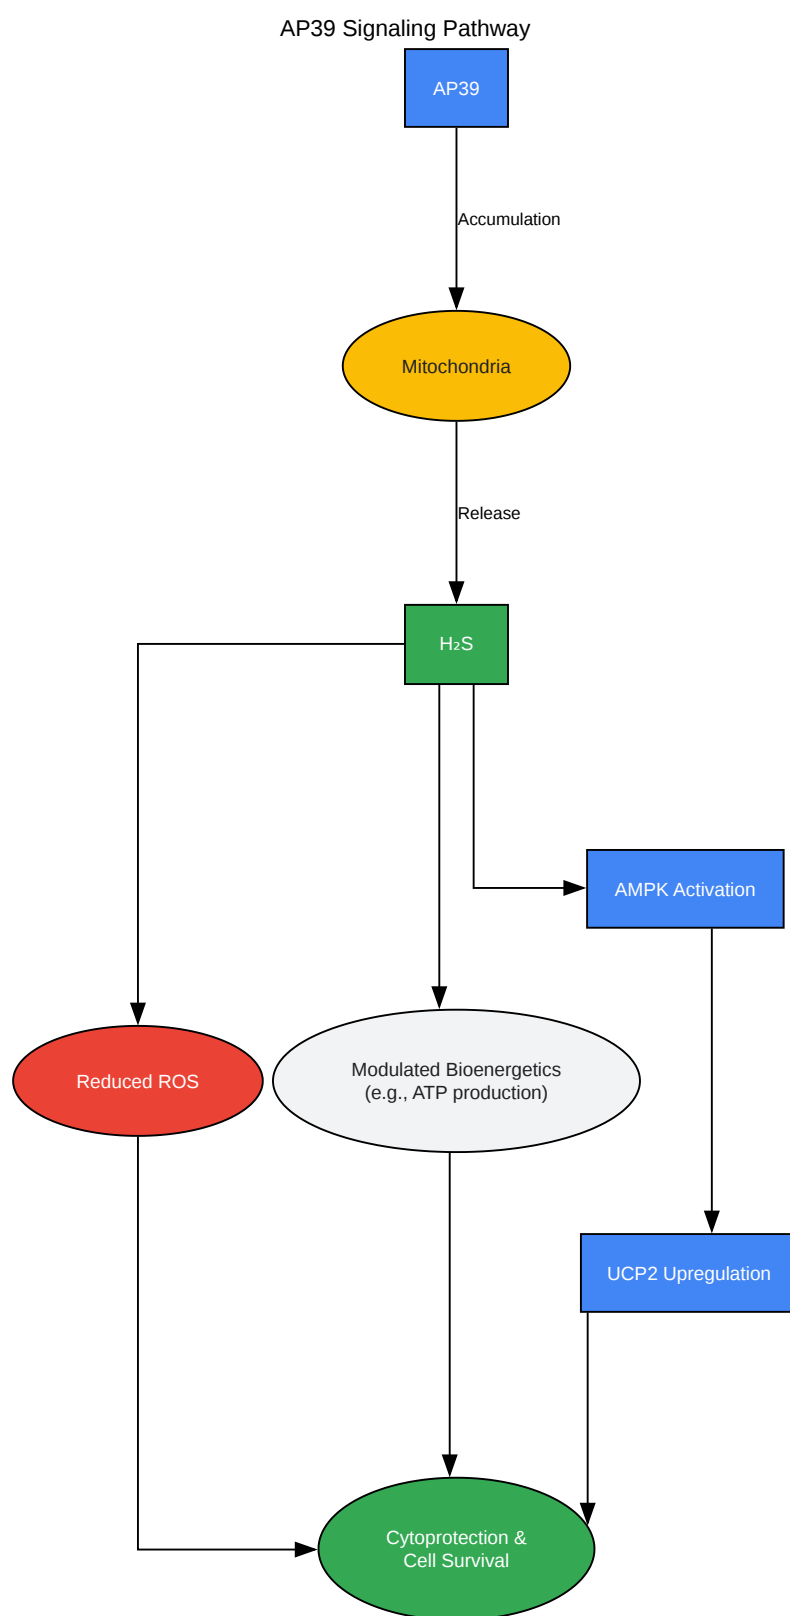 AP39 Signaling Pathway
AP39
Accumulation
Mitochondria
Release
H₂S
AMPK Activation
Reduced ROS
Modulated Bioenergetics
(e.g., ATP production)
UCP2 Upregulation
Cytoprotection &
Cell Survival